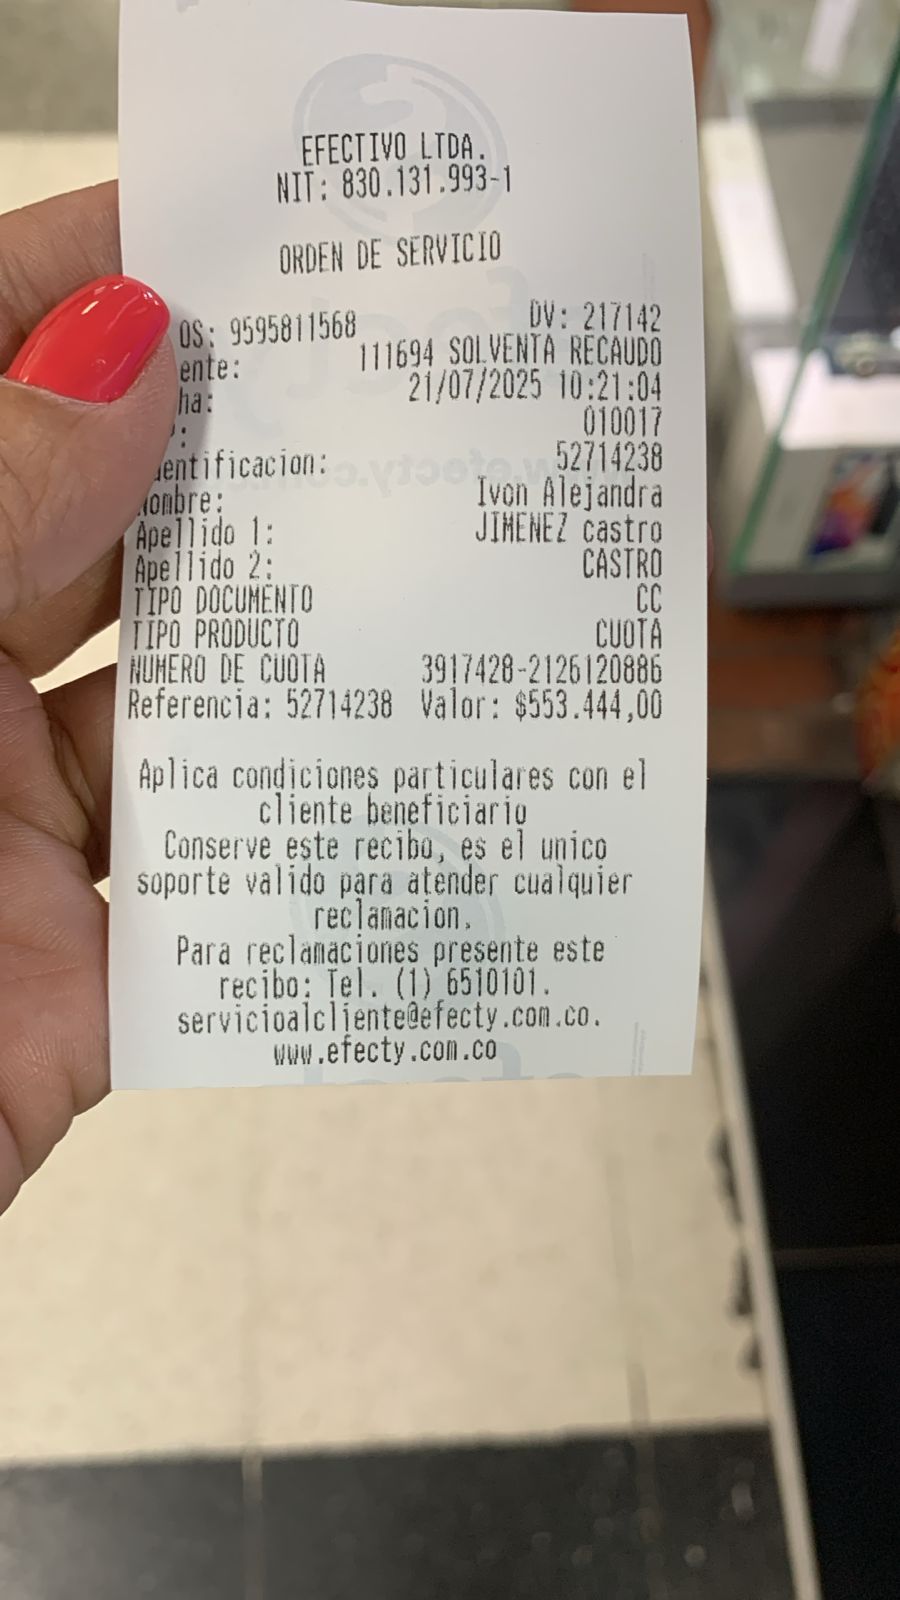 EFECTIVO LTDA.
NIT: 830.131.993-1
ORDEN DE SERVICIO
OS: 9595811568 DV: 217142
ente: 111694 SOLVENTA RECAUDO
ha: 21/07/2025 10:21:04
: 010017
entificacion: 52714238
ombre: Ivon Alejandra
Apellido 1: JIMENEZ castro
Apellido 2: CASTRO
TIPO DOCUMENTO CC
TIPO PRODUCTO CUOTA
NUMERO DE CUOTA 3917428-2126120886
Referencia: 52714238 Valor: $553.444,00
Aplica condiciones particulares con el
cliente beneficiario
Conserve este recibo, es el unico
soporte valido para atender cualquier
reclamacion.
Para reclamaciones presente este
recibo: Tel. (1) 6510101.
servicioalcliente@efecty.com.co.
www.efecty.com.co